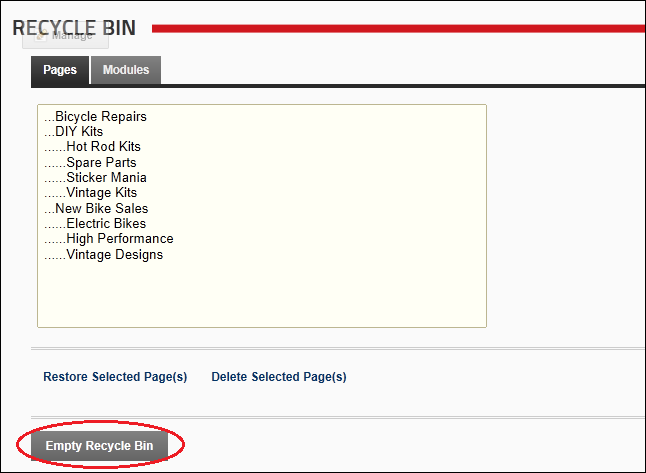 RECYCLE BIN
Manage
Pages Modules
...Bicycle Repairs
...DIY Kits
......Hot Rod Kits
......Spare Parts
......Sticker Mania
......Vintage Kits
...New Bike Sales
......Electric Bikes
......High Performance
......Vintage Designs
Restore Selected Page(s) Delete Selected Page(s)
Empty Recycle Bin